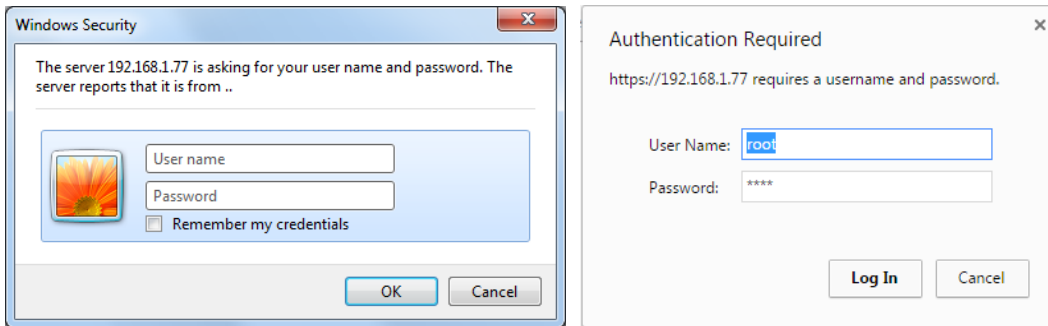 Windows Security
The server 192.168.1.77 is asking for your user name and password. The
server reports that it is from ..
User name
Password
Remember my credentials
OK Cancel
Authentication Required
https://192.168.1.77 requires a username and password.
User Name: root
Password: ****
Log In Cancel